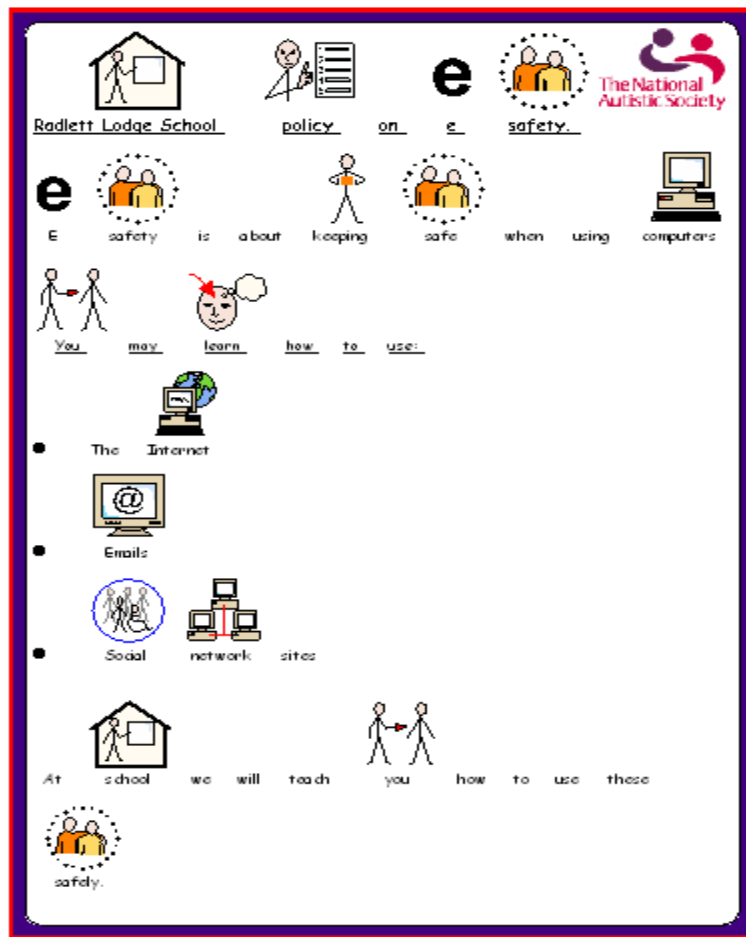 The National
Autistic Society
e
Radlett Lodge School policy on e safety.
e
E safety is about keeping safe when using computers
You may learn how to use:
• The Internet
@
• Emails
• Social network sites
At school we will teach you how to use these
safely.